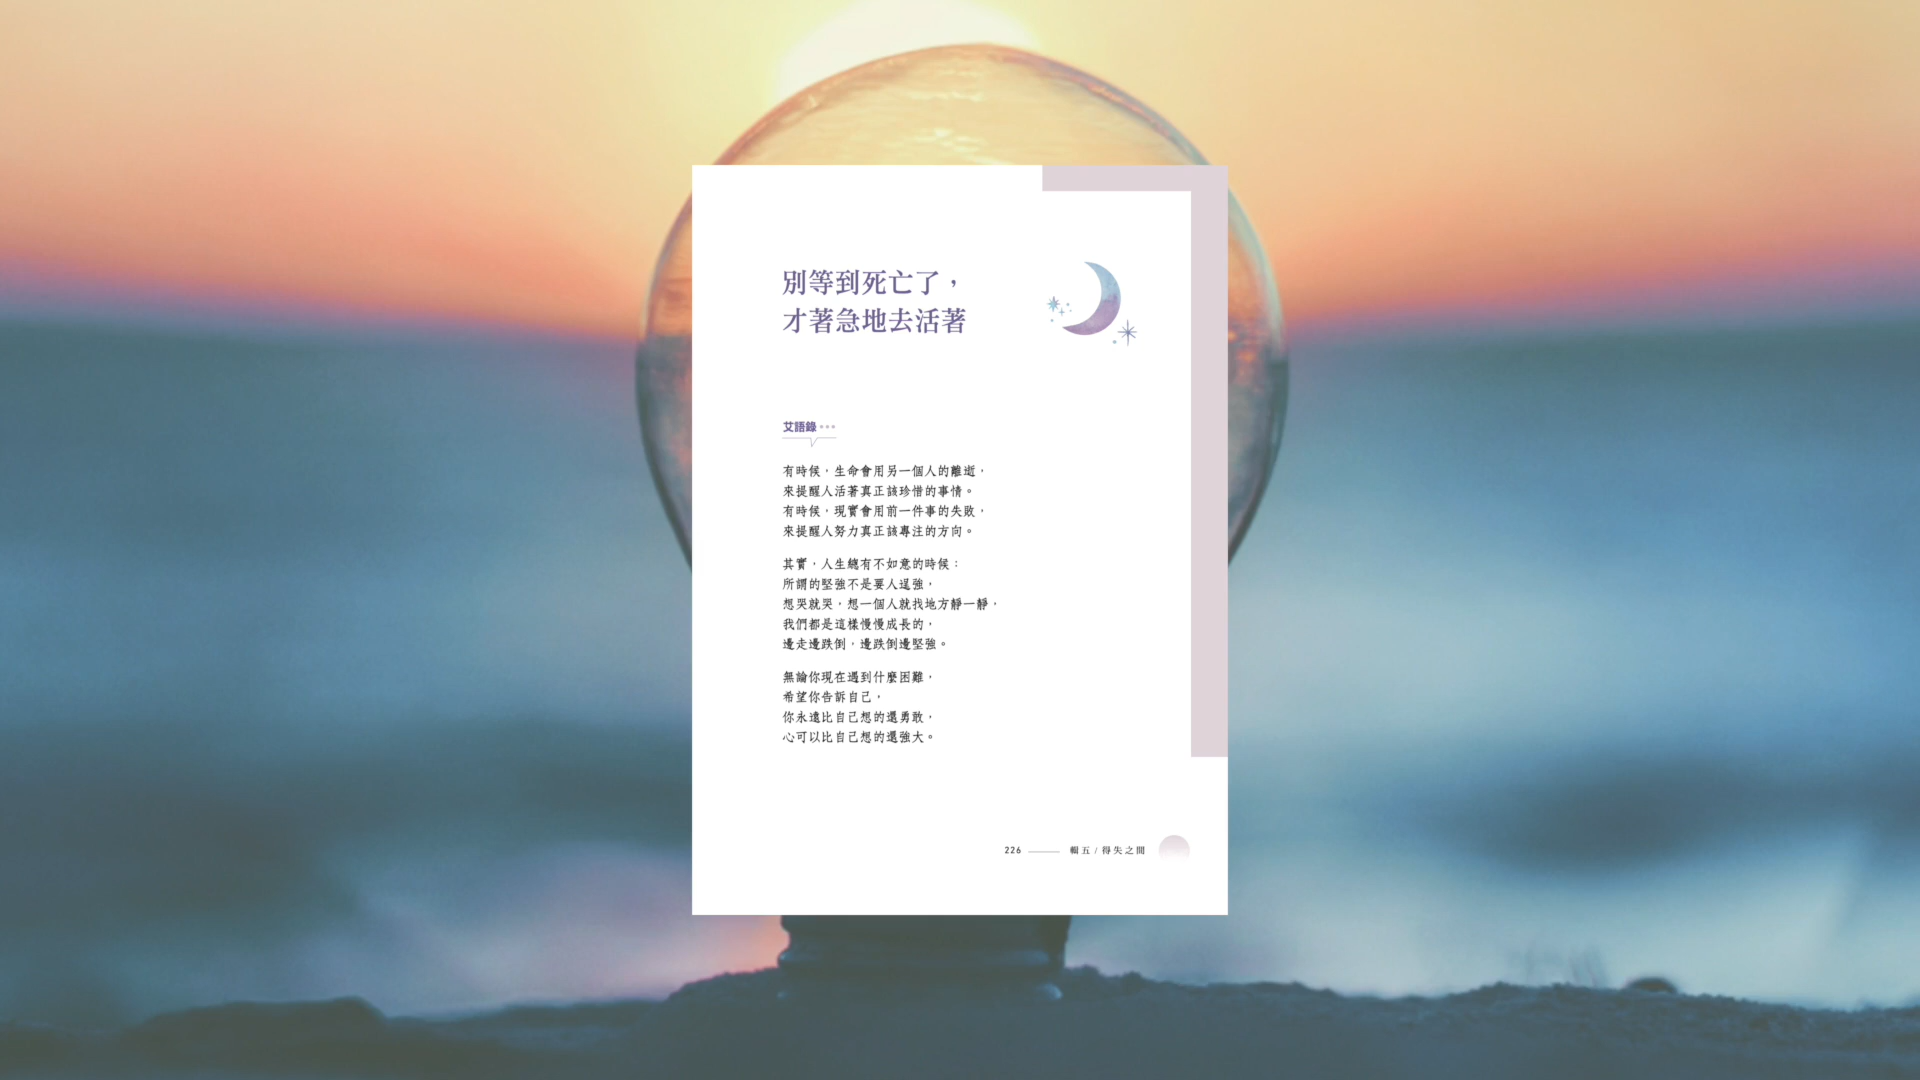 別等到死亡了，
才著急地去活著
艾語錄
有時候，生命會用另一個人的離逝，
來提醒人活著真正該珍惜的事情。
有時候，現實會用前一件事的失敗，
來提醒人努力真正該專注的方向。
其實，人生總有不如意的時候：
所謂的堅強不是要人逞強，
想哭就哭，想一個人就找地方靜一靜，
我們都是這樣慢慢成長的，
邊走邊跌倒，邊跌倒邊堅強。
無論你現在遇到什麼困難，
希望你告訴自己，
你永遠比自己想的還勇敢，
心可以比自己想的還強大。
226 輯五 / 得失之間